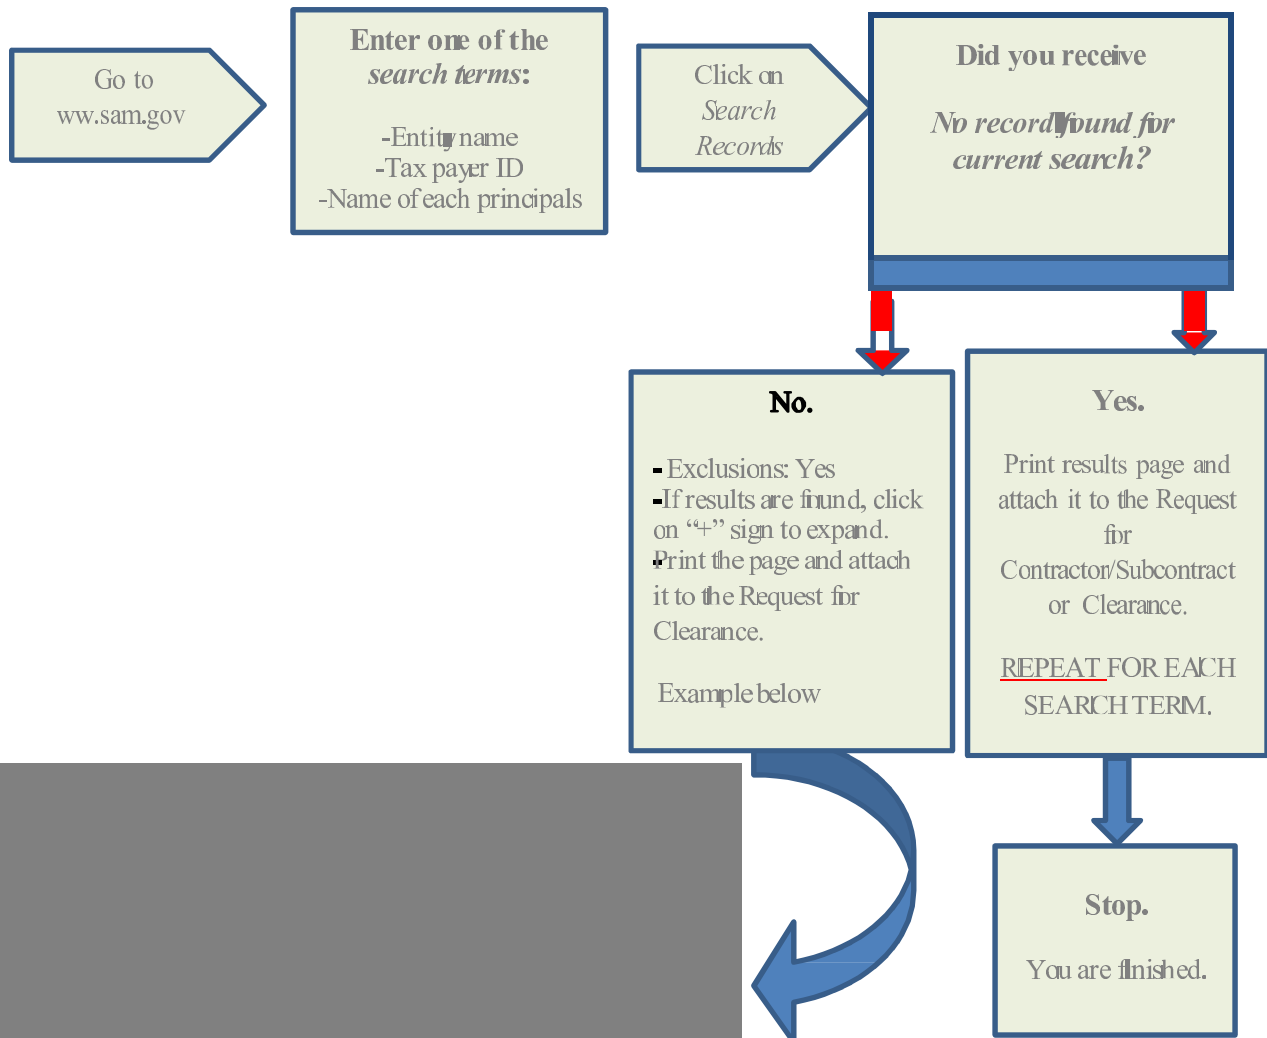 Go to
ww.sam.gov
Enter one of the
search terms:
-Entity name
-Tax payer ID
-Name of each principals
Click on
Search
Records
Did you receive
No record found for
current search?
No.
- Exclusions: Yes
-If results are found, click
on “+” sign to expand.
-Print the page and attach
it to the Request for
Clearance.
Example below
Yes.
Print results page and
attach it to the Request
for
Contractor/Subcontract
or Clearance.
REPEAT FOR EACH
SEARCH TERM.
Stop.
You are finished.